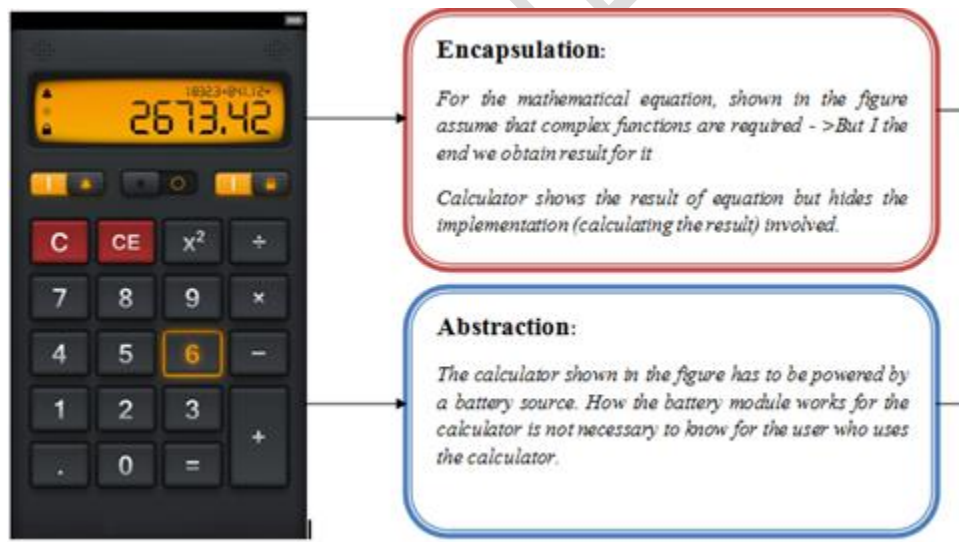 1832.3+841.12=
2673.42
C CE x² ÷
7 8 9 ×
4 5 6 −
1 2 3
+
. 0 =
Encapsulation:
For the mathematical equation, shown in the figure
assume that complex functions are required - >But I the
end we obtain result for it
Calculator shows the result of equation but hides the
implementation (calculating the result) involved.
Abstraction:
The calculator shown in the figure has to be powered by
a battery source. How the battery module works for the
calculator is not necessary to know for the user who uses
the calculator.